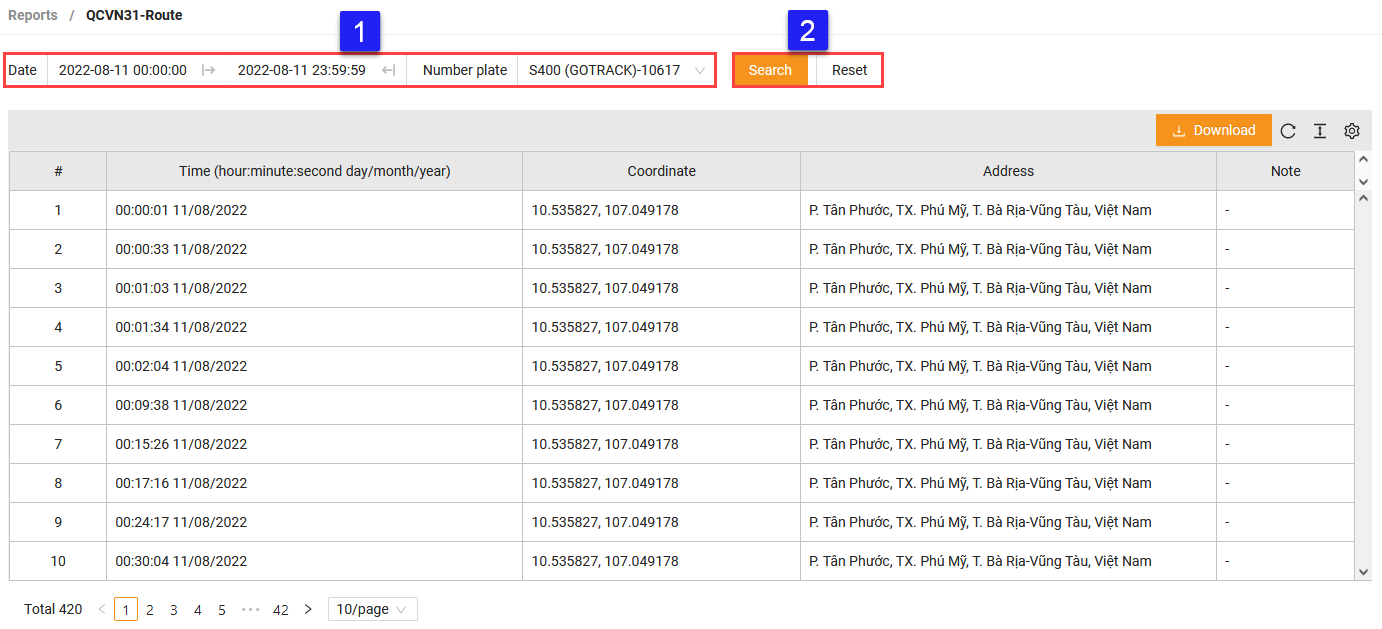 Reports / QCVN31-Route
1
2
Date 2022-08-11 00:00:00 2022-08-11 23:59:59 Number plate S400 (GOTRACK)-10617 Search Reset
Download
# Time (hour:minute:second day/month/year) Coordinate Address Note
1 00:00:01 11/08/2022 10.535827, 107.049178 P. Tân Phước, TX. Phú Mỹ, T. Bà Rịa-Vũng Tàu, Việt Nam -
2 00:00:33 11/08/2022 10.535827, 107.049178 P. Tân Phước, TX. Phú Mỹ, T. Bà Rịa-Vũng Tàu, Việt Nam -
3 00:01:03 11/08/2022 10.535827, 107.049178 P. Tân Phước, TX. Phú Mỹ, T. Bà Rịa-Vũng Tàu, Việt Nam -
4 00:01:34 11/08/2022 10.535827, 107.049178 P. Tân Phước, TX. Phú Mỹ, T. Bà Rịa-Vũng Tàu, Việt Nam -
5 00:02:04 11/08/2022 10.535827, 107.049178 P. Tân Phước, TX. Phú Mỹ, T. Bà Rịa-Vũng Tàu, Việt Nam -
6 00:09:38 11/08/2022 10.535827, 107.049178 P. Tân Phước, TX. Phú Mỹ, T. Bà Rịa-Vũng Tàu, Việt Nam -
7 00:15:26 11/08/2022 10.535827, 107.049178 P. Tân Phước, TX. Phú Mỹ, T. Bà Rịa-Vũng Tàu, Việt Nam -
8 00:17:16 11/08/2022 10.535827, 107.049178 P. Tân Phước, TX. Phú Mỹ, T. Bà Rịa-Vũng Tàu, Việt Nam -
9 00:24:17 11/08/2022 10.535827, 107.049178 P. Tân Phước, TX. Phú Mỹ, T. Bà Rịa-Vũng Tàu, Việt Nam -
10 00:30:04 11/08/2022 10.535827, 107.049178 P. Tân Phước, TX. Phú Mỹ, T. Bà Rịa-Vũng Tàu, Việt Nam -
Total 420 < 1 2 3 4 5 ••• 42 > 10/page